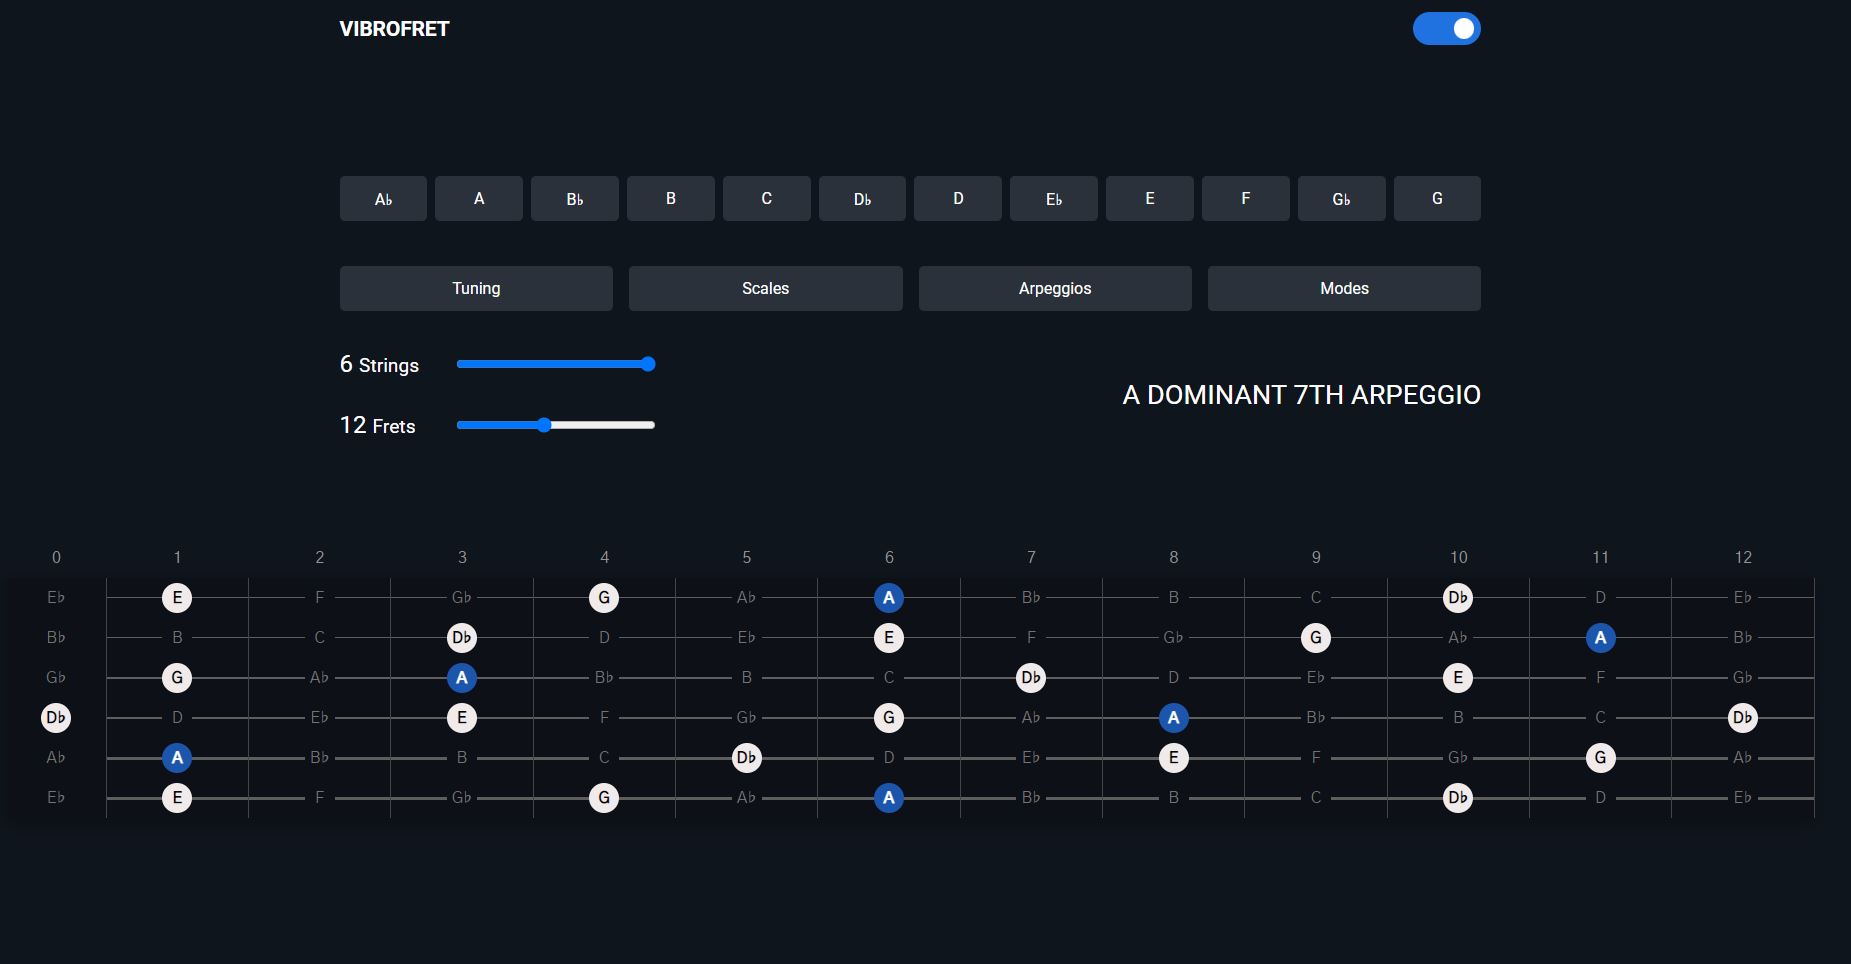 VIBROFRET
A♭ A B♭ B C D♭ D E♭ E F G♭ G
Tuning Scales Arpeggios Modes
6 Strings
A DOMINANT 7TH ARPEGGIO
12 Frets
0 1 2 3 4 5 6 7 8 9 10 11 12
E♭ E F G♭ G A♭ A B♭ B C D♭ D E♭
B♭ B C D♭ D E♭ E F G♭ G A♭ A B♭
G♭ G A♭ A B♭ B C D♭ D E♭ E F G♭
D♭ D E♭ E F G♭ G A♭ A B♭ B C D♭
A♭ A B♭ B C D♭ D E♭ E F G♭ G A♭
E♭ E F G♭ G A♭ A B♭ B C D♭ D E♭